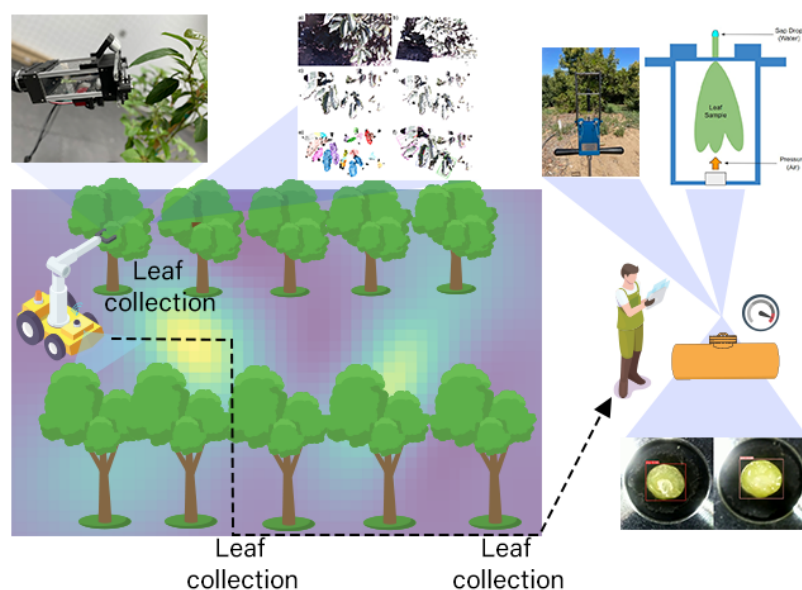 a)
b)
c)
d)
e)
f)
Sap Drop
(Water)
Leaf
Sample
Pressure
(Air)
Leaf
collection
Leaf
collection
Leaf
collection